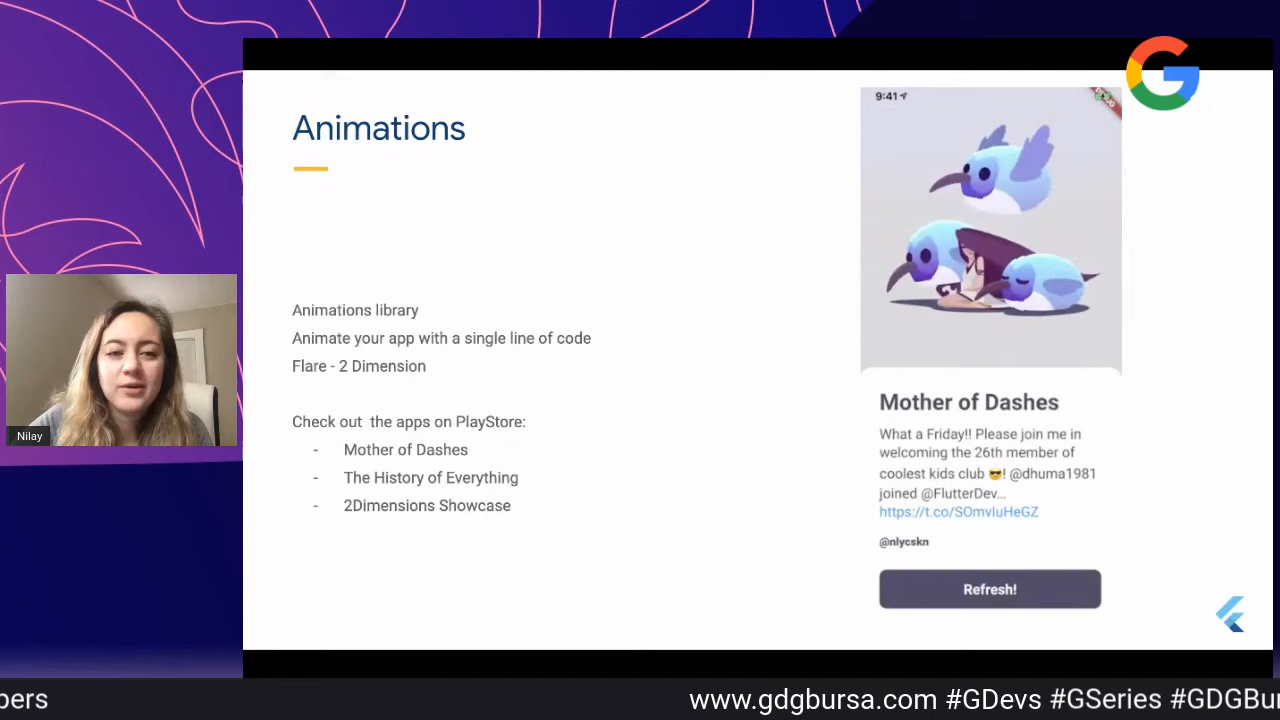 Animations
Animations library
Animate your app with a single line of code
Flare - 2 Dimension
Check out the apps on PlayStore:
- Mother of Dashes
- The History of Everything
- 2Dimensions Showcase
9:41
Mother of Dashes
What a Friday!! Please join me in
welcoming the 26th member of
coolest kids club 😎! @dhuma1981
joined @FlutterDev…
https://t.co/SOmvIuHeGZ
@nlycskn
Refresh!
Nilay
pers www.gdgbursa.com #GDevs #GSeries #GDGBur